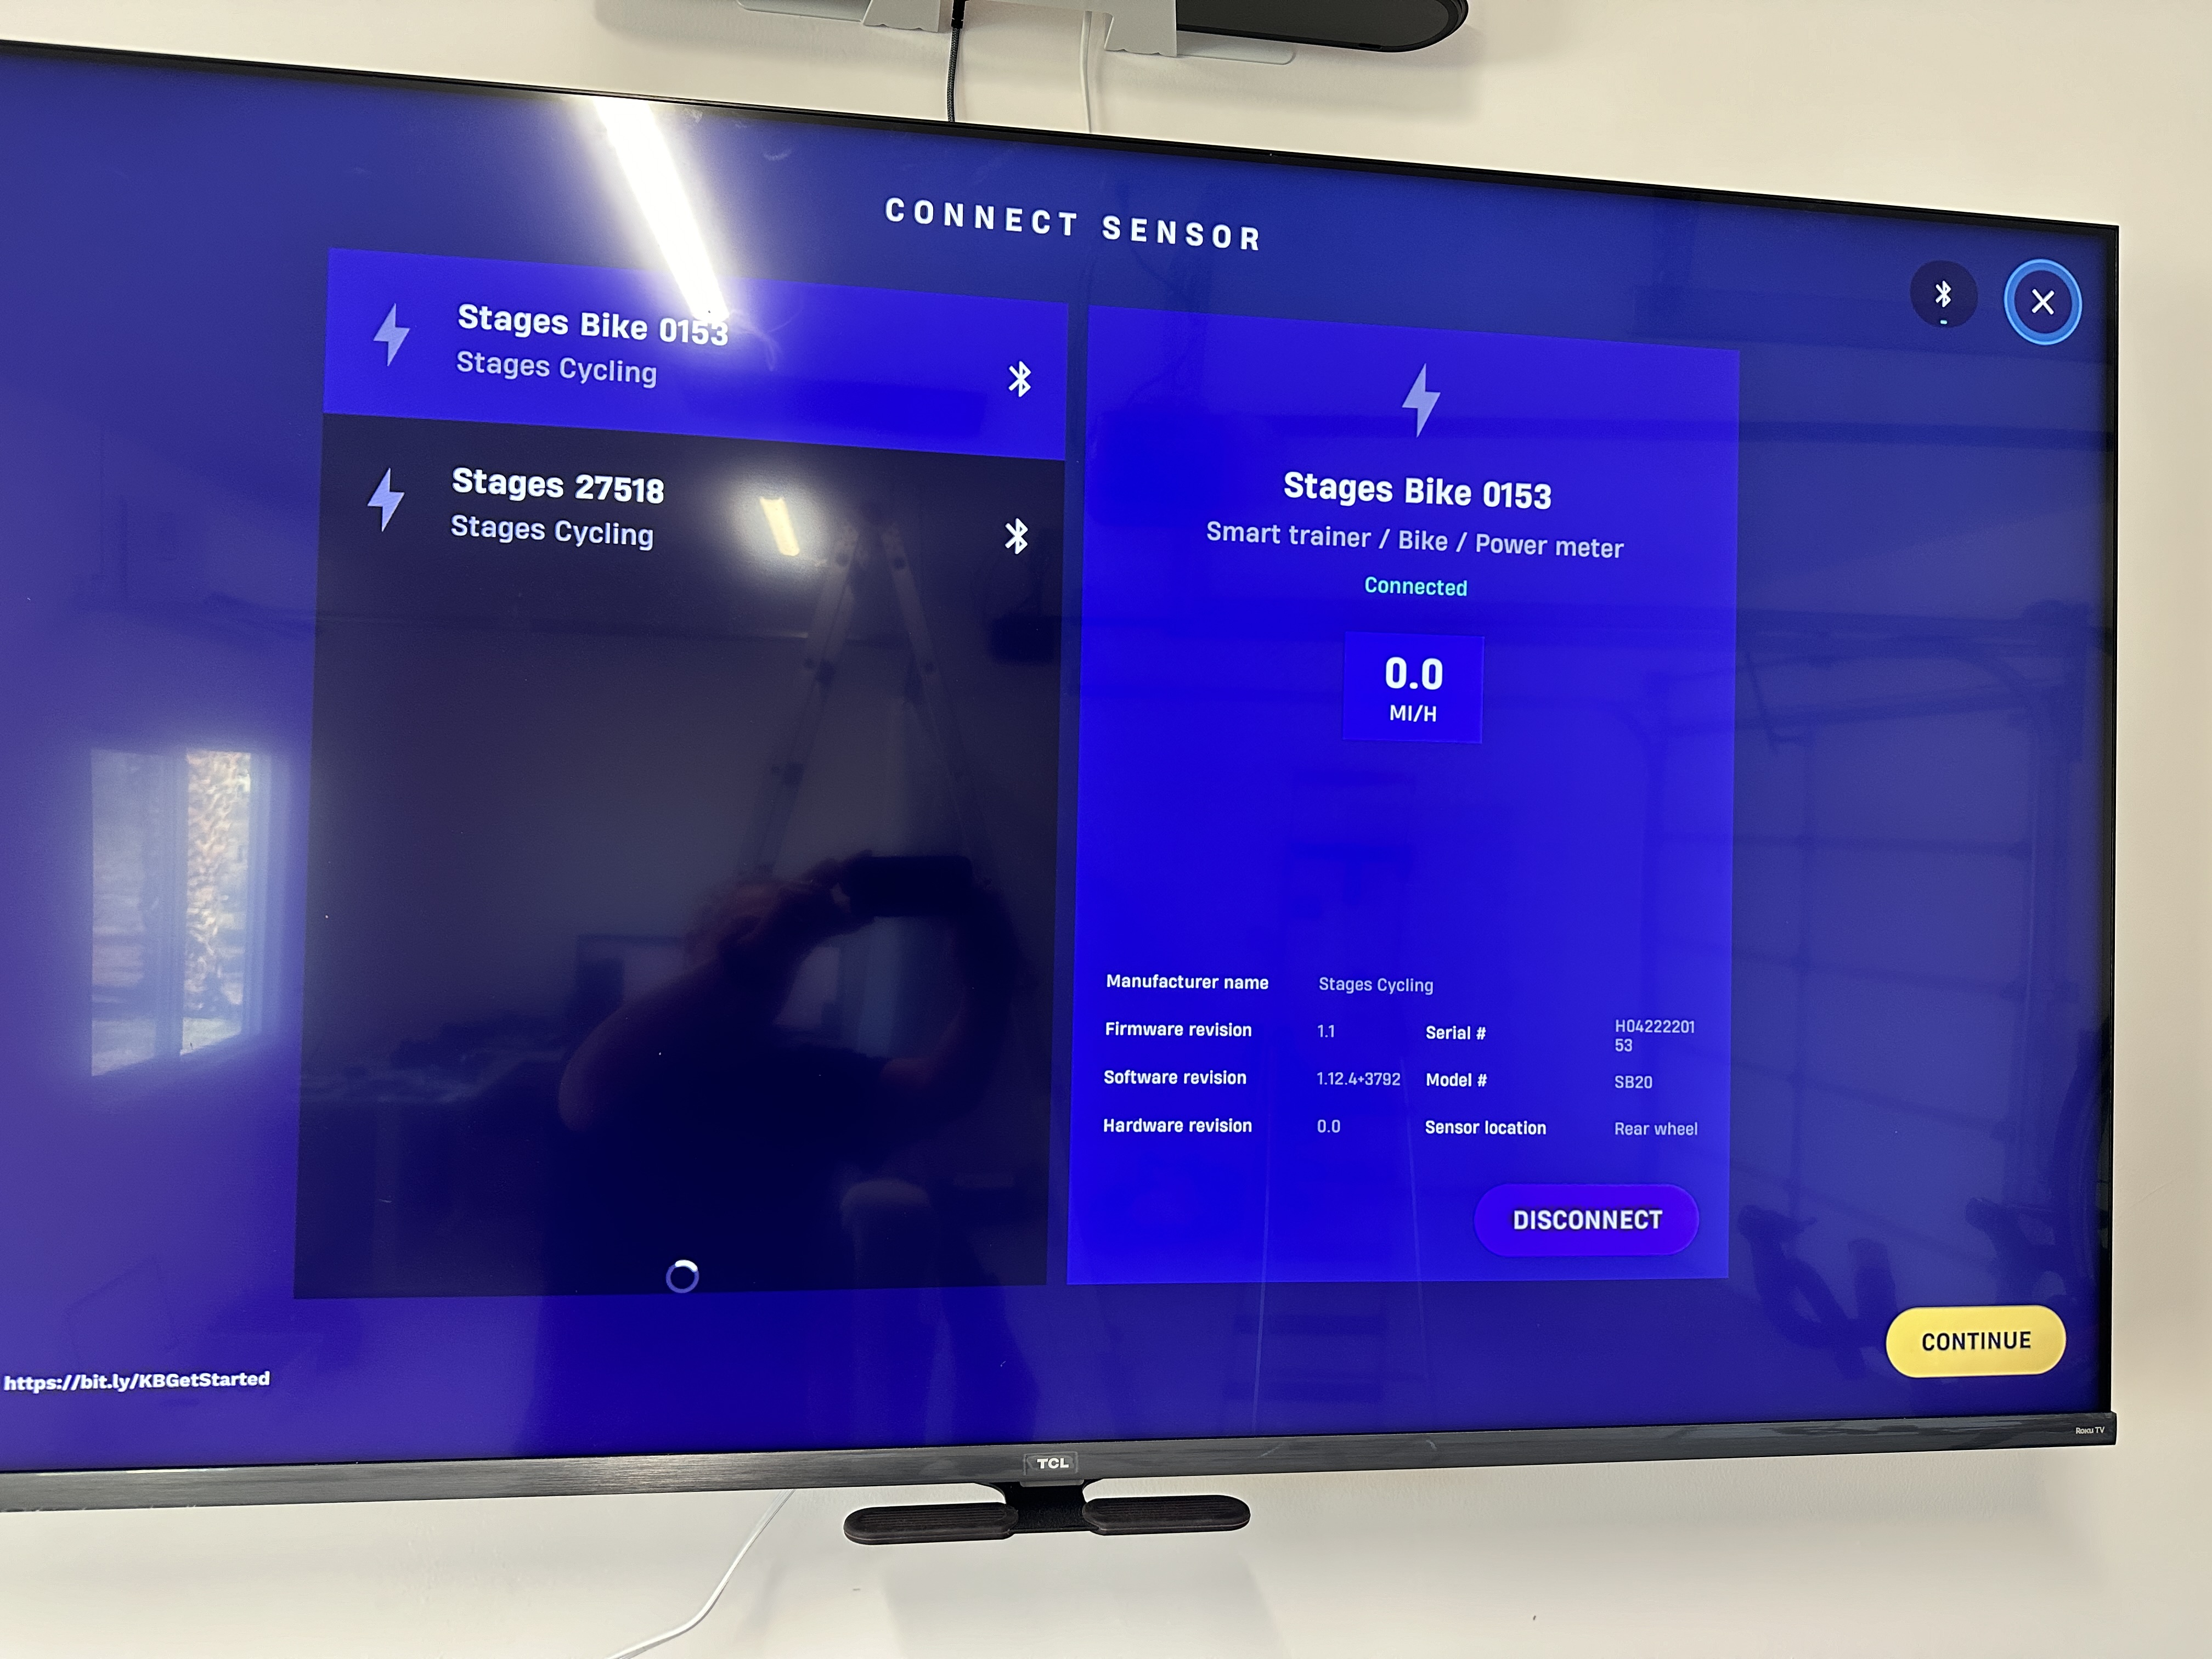 CONNECT SENSOR
Stages Bike 0153
Stages Cycling
Stages 27518
Stages Cycling
Stages Bike 0153
Smart trainer / Bike / Power meter
Connected
0.0
MI/H
Manufacturer name Stages Cycling
Firmware revision 1.1 Serial # H04222201
53
Software revision 1.12.4+3792 Model # SB20
Hardware revision 0.0 Sensor location Rear wheel
DISCONNECT
CONTINUE
https://bit.ly/KBGetStarted
TCL
Roku TV